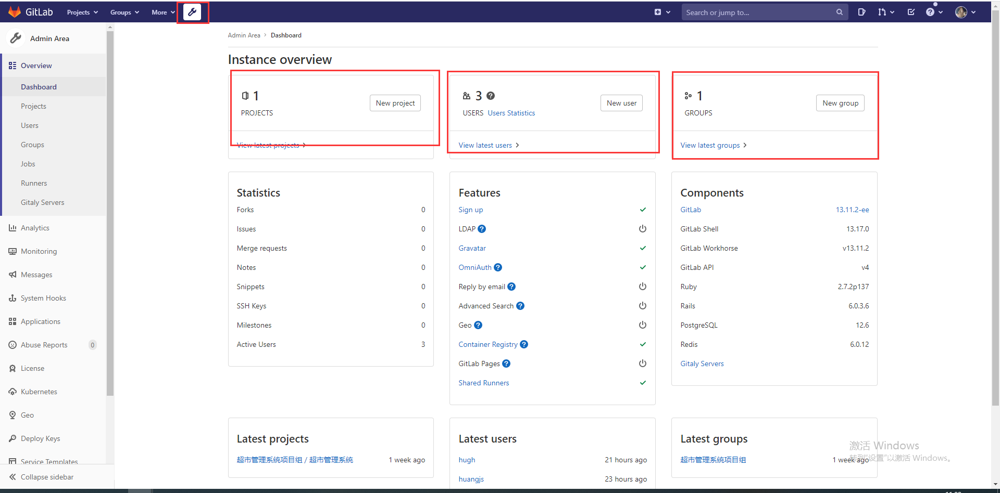 GitLab Projects Groups More Search or jump to...
Admin Area
Overview
Dashboard
Projects
Users
Groups
Jobs
Runners
Gitaly Servers
Analytics
Monitoring
Messages
System Hooks
Applications
Abuse Reports 0
License
Kubernetes
Geo
Deploy Keys
Service Templates
Collapse sidebar
Admin Area > Dashboard
Instance overview
1
PROJECTS
New project
View latest projects
3
USERS Users Statistics
New user
View latest users
1
GROUPS
New group
View latest groups
Statistics
Forks 0
Issues 0
Merge requests 0
Notes 0
Snippets 0
SSH Keys 0
Milestones 0
Active Users 3
Features
Sign up
LDAP
Gravatar
OmniAuth
Reply by email
Advanced Search
Geo
Container Registry
GitLab Pages
Shared Runners
Components
GitLab 13.11.2-ee
GitLab Shell 13.17.0
GitLab Workhorse v13.11.2
GitLab API v4
Ruby 2.7.2p137
Rails 6.0.3.6
PostgreSQL 12.6
Redis 6.0.12
Gitaly Servers
Latest projects
超市管理系统项目组 / 超市管理系统 1 week ago
Latest users
hugh 21 hours ago
huangjs 23 hours ago
Latest groups
超市管理系统项目组 1 week ago
激活 Windows
转到"设置"以激活 Windows。